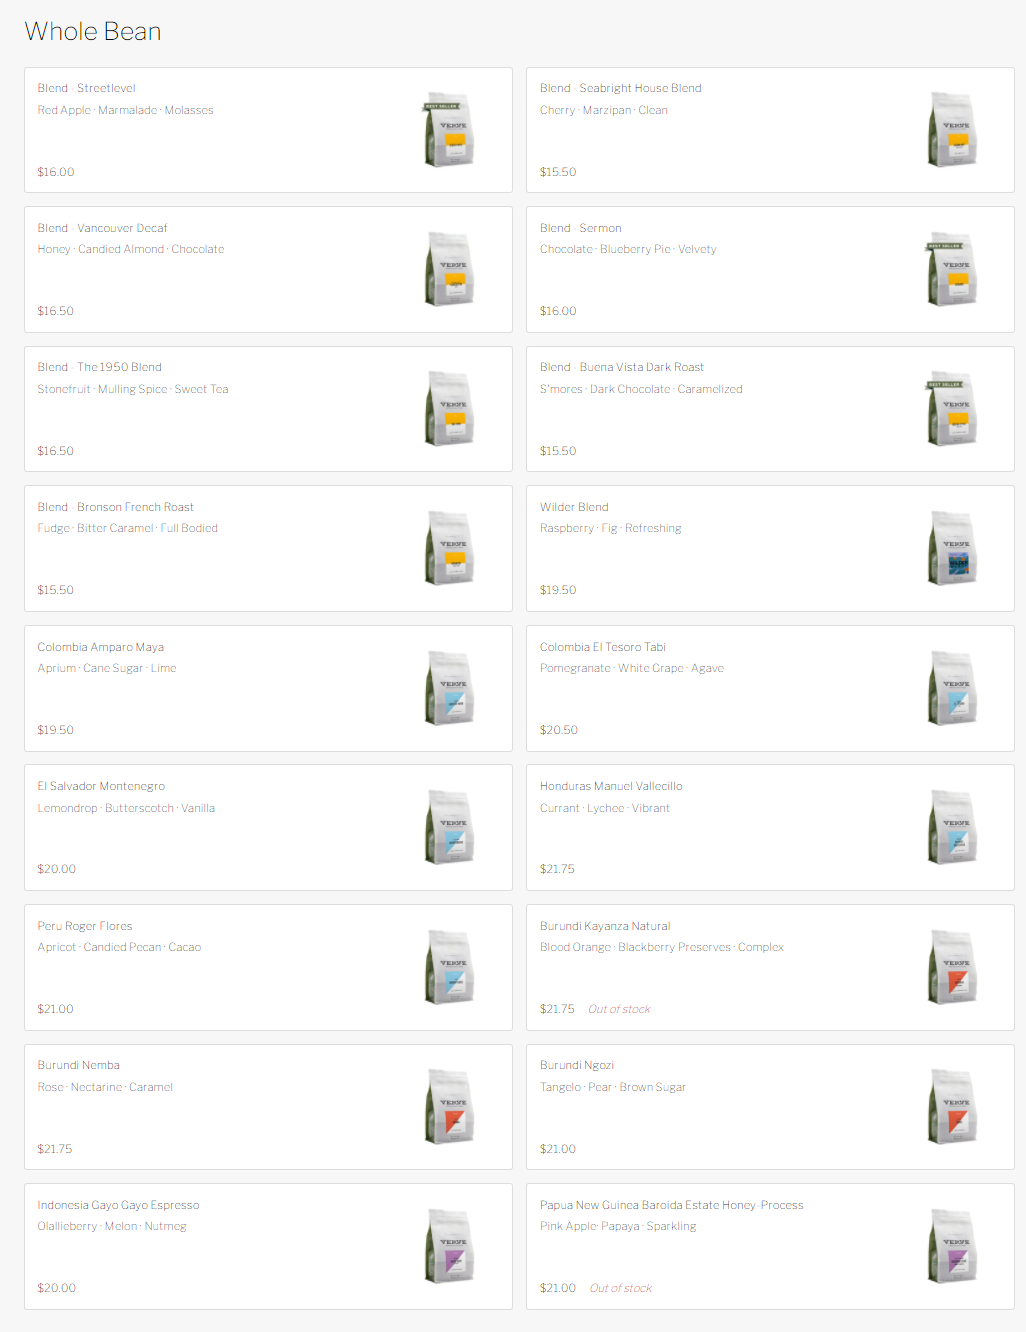 Whole Bean
Blend - Streetlevel
Red Apple · Marmalade · Molasses
BEST SELLER
VERVE
$16.00
Blend - Seabright House Blend
Cherry · Marzipan · Clean
VERVE
$15.50
Blend - Vancouver Decaf
Honey · Candied Almond · Chocolate
VERVE
$16.50
Blend - Sermon
Chocolate · Blueberry Pie · Velvety
BEST SELLER
VERVE
$16.00
Blend - The 1950 Blend
Stonefruit · Mulling Spice · Sweet Tea
VERVE
$16.50
Blend - Buena Vista Dark Roast
S'mores · Dark Chocolate · Caramelized
BEST SELLER
VERVE
$15.50
Blend - Bronson French Roast
Fudge · Bitter Caramel · Full Bodied
VERVE
$15.50
Wilder Blend
Raspberry · Fig · Refreshing
VERVE
$19.50
Colombia Amparo Maya
Aprium · Cane Sugar · Lime
VERVE
$19.50
Colombia El Tesoro Tabi
Pomegranate · White Grape · Agave
VERVE
$20.50
El Salvador Montenegro
Lemondrop · Butterscotch · Vanilla
VERVE
$20.00
Honduras Manuel Vallecillo
Currant · Lychee · Vibrant
VERVE
$21.75
Peru Roger Flores
Apricot · Candied Pecan · Cacao
VERVE
$21.00
Burundi Kayanza Natural
Blood Orange · Blackberry Preserves · Complex
VERVE
$21.75 Out of stock
Burundi Nemba
Rose · Nectarine · Caramel
VERVE
$21.75
Burundi Ngozi
Tangelo · Pear · Brown Sugar
VERVE
$21.00
Indonesia Gayo Gayo Espresso
Olallieberry · Melon · Nutmeg
VERVE
$20.00
Papua New Guinea Baroida Estate Honey-Process
Pink Apple· Papaya · Sparkling
VERVE
$21.00 Out of stock